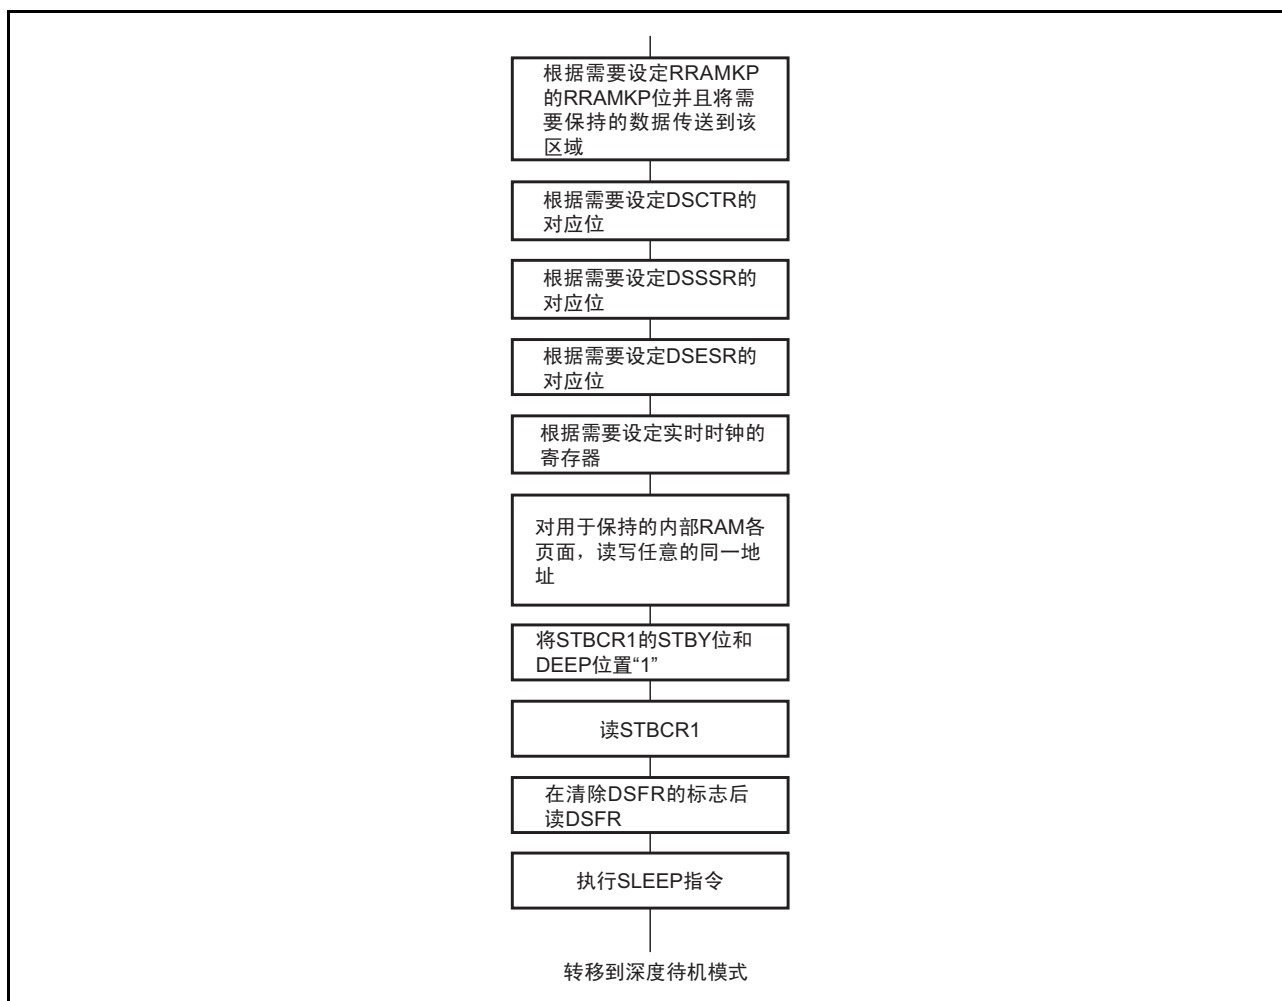 根据需要设定RRAMKP
的RRAMKP位并且将需
要保持的数据传送到该
区域
根据需要设定DSCTR的
对应位
根据需要设定DSSSR的
对应位
根据需要设定DSESR的
对应位
根据需要设定实时时钟的
寄存器
对用于保持的内部RAM各
页面，读写任意的同一地
址
将STBCR1的STBY位和
DEEP位置“1”
读STBCR1
在清除DSFR的标志后
读DSFR
执行SLEEP指令
转移到深度待机模式